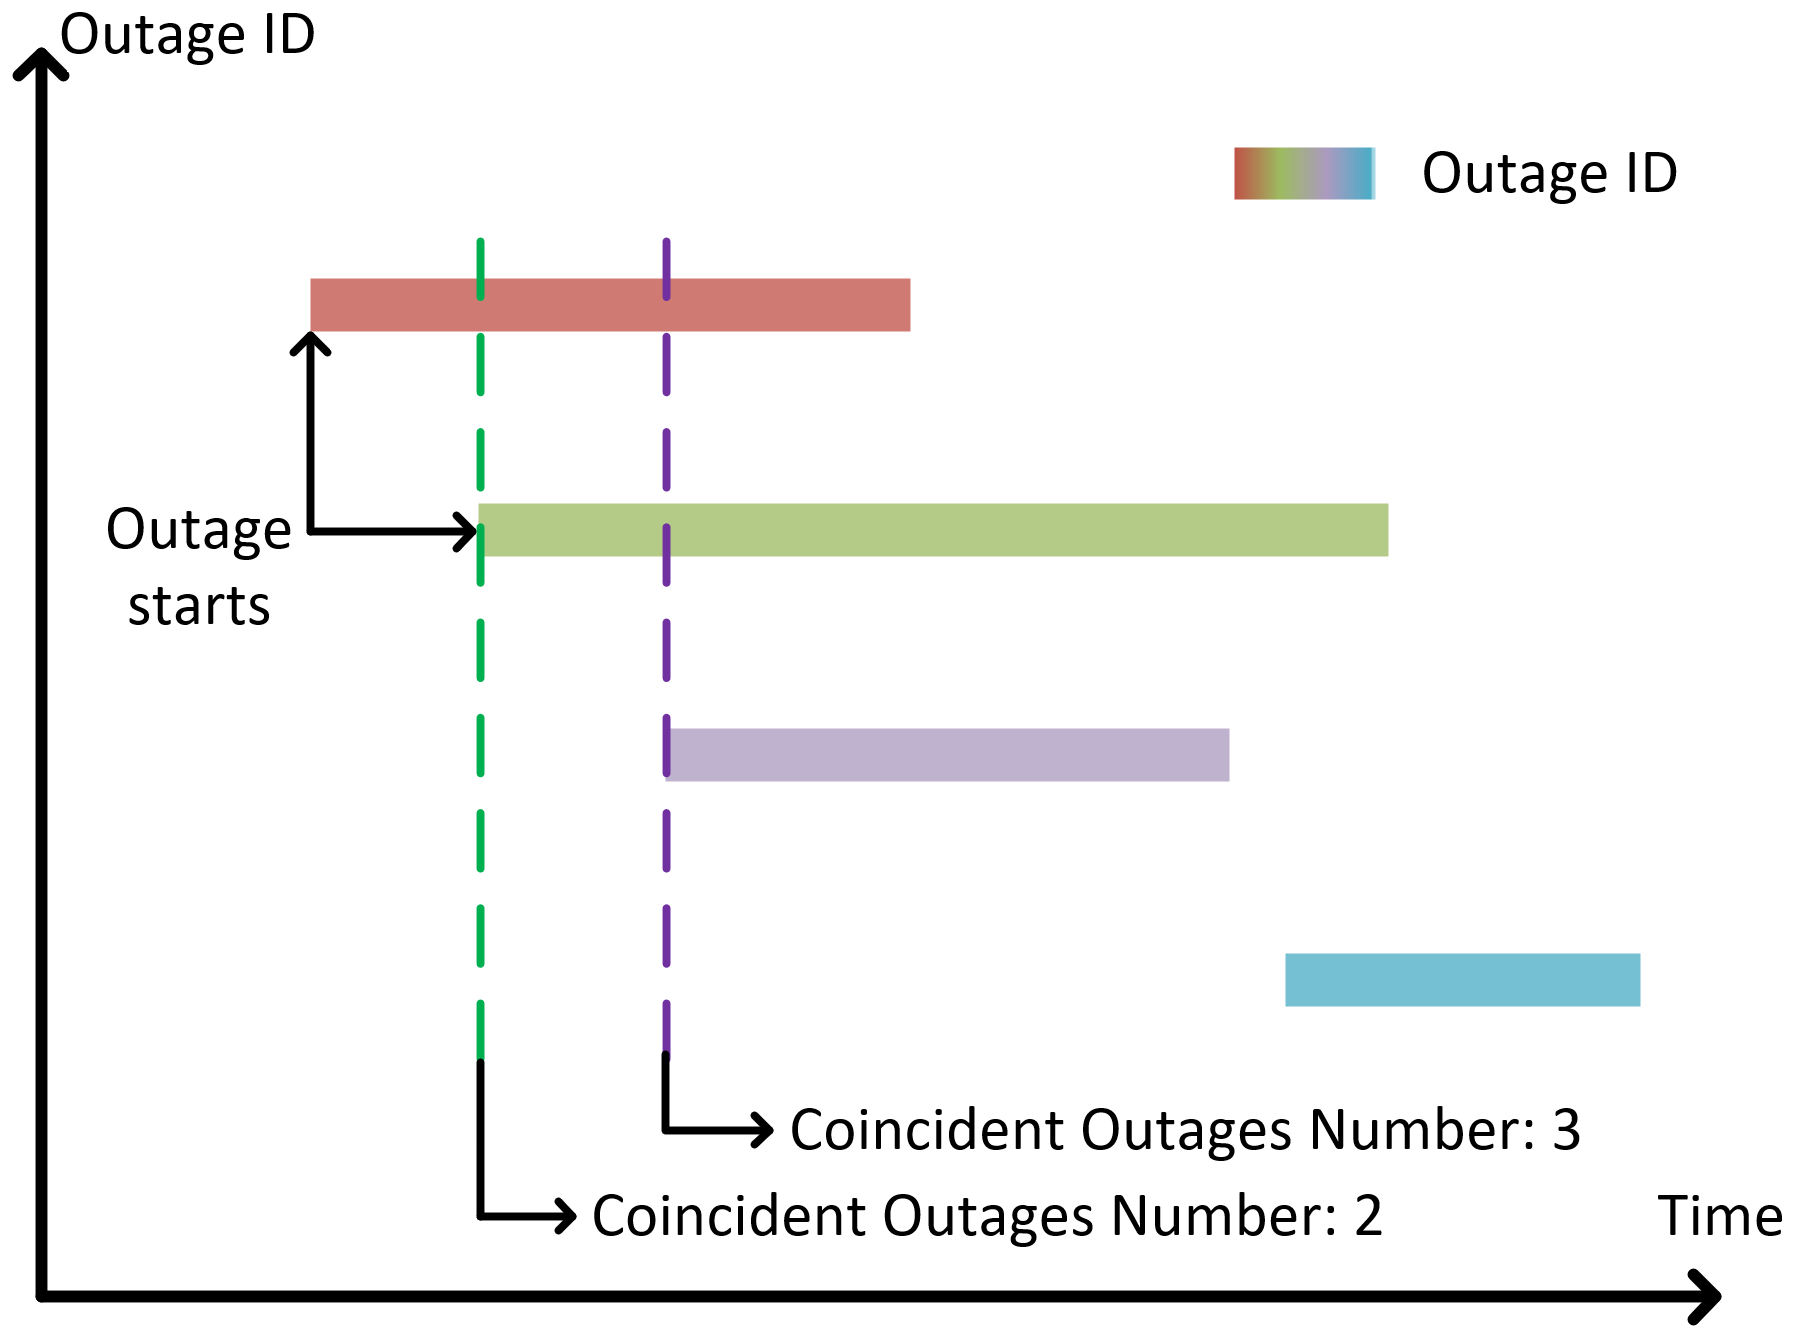 Outage ID
Outage ID
Outage
starts
Coincident Outages Number: 3
Coincident Outages Number: 2
Time